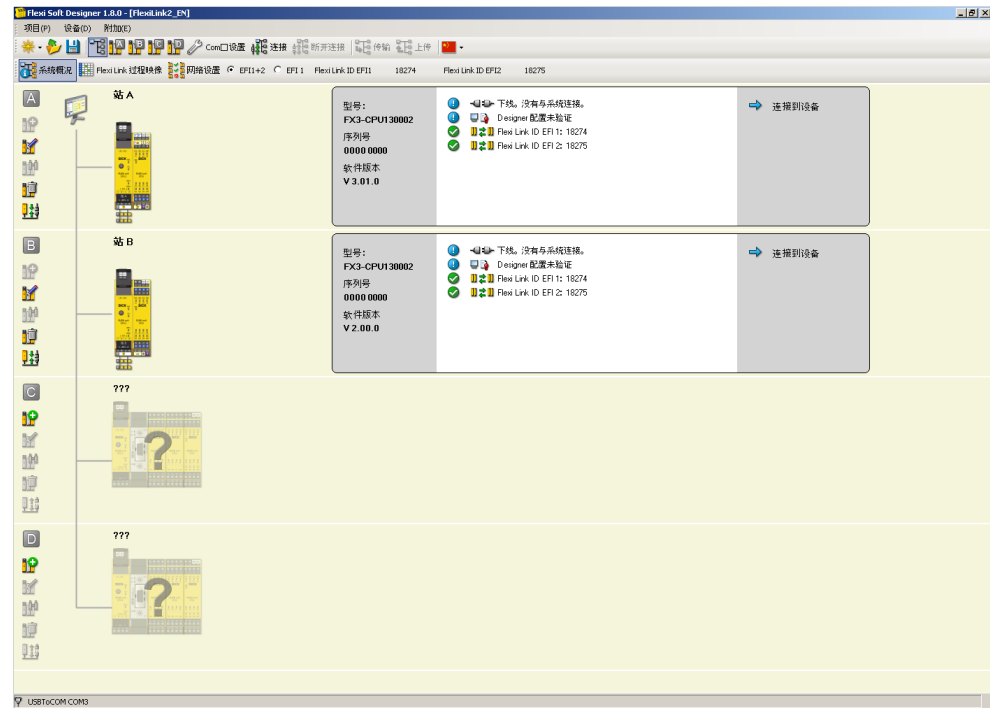 Flexi Soft Designer 1.8.0 - [FlexiLink2_EN]
项目(P) 设备(D) 附加(E)
Com口设置 连接 断开连接 传输 上传
系统概况 Flexi Link 过程映像 网络设置 EFI1+2 EFI 1 Flexi Link ID EFI1 18274 Flexi Link ID EFI2 18275
A 站 A
型号:
FX3-CPU130002
序列号
0000 0000
软件版本
V 3.01.0
下线。没有与系统连接。
Designer 配置未验证
Flexi Link ID EFI 1: 18274
Flexi Link ID EFI 2: 18275
连接到设备
B 站 B
型号:
FX3-CPU130002
序列号
0000 0000
软件版本
V 2.00.0
下线。没有与系统连接。
Designer 配置未验证
Flexi Link ID EFI 1: 18274
Flexi Link ID EFI 2: 18275
连接到设备
C ???
?
D ???
?
USBToCOM COM3